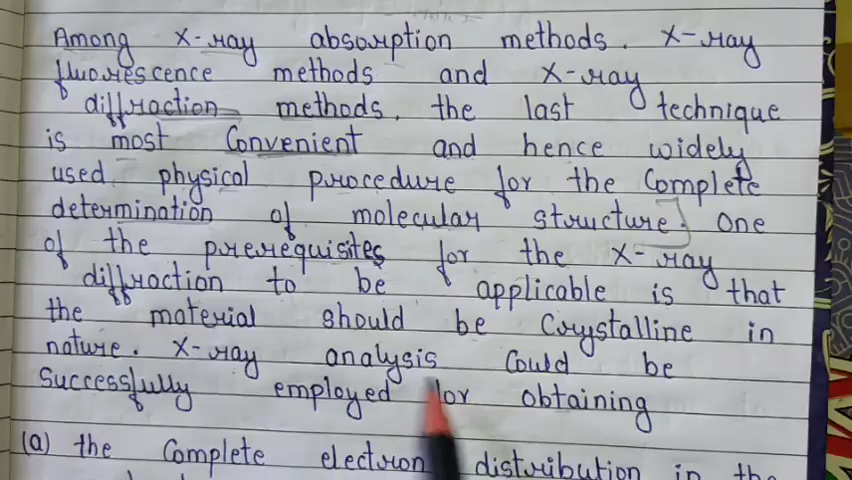 Among X-ray absorption methods. X-ray
fluorescence methods and X-ray
diffraction methods, the last technique
is most Convenient and hence widely
used physical procedure for the Complete
determination of molecular structure] One
of the prerequisites for the X-ray
diffraction to be applicable is that
the material should be Crystalline in
nature. X-ray analysis Could be
Successfully employed for obtaining
(a) the Complete electron distribution in the